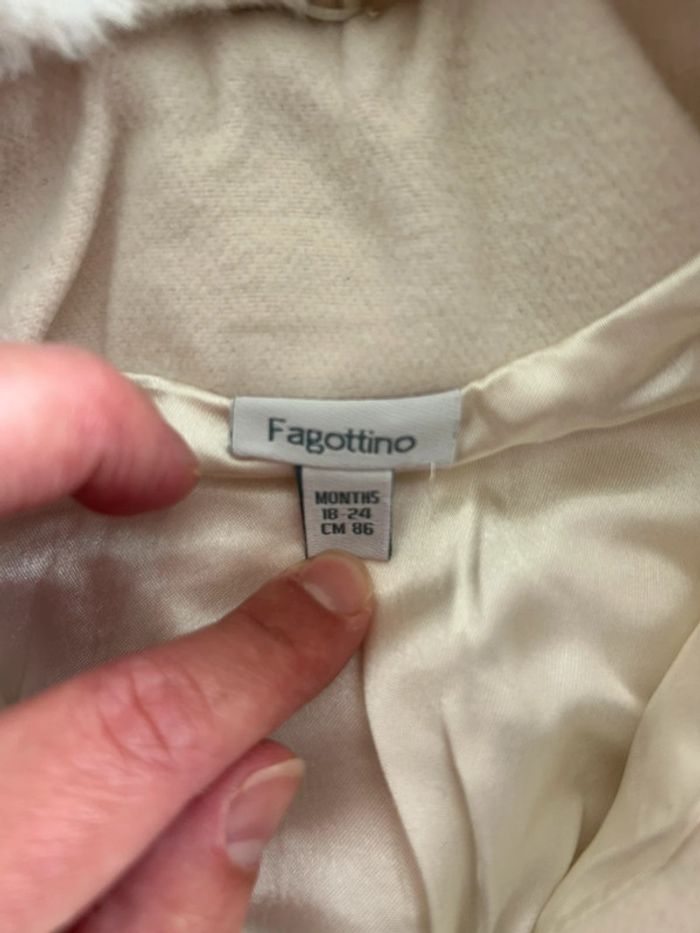 Fagottino
MONTHS
18-24
CM 86